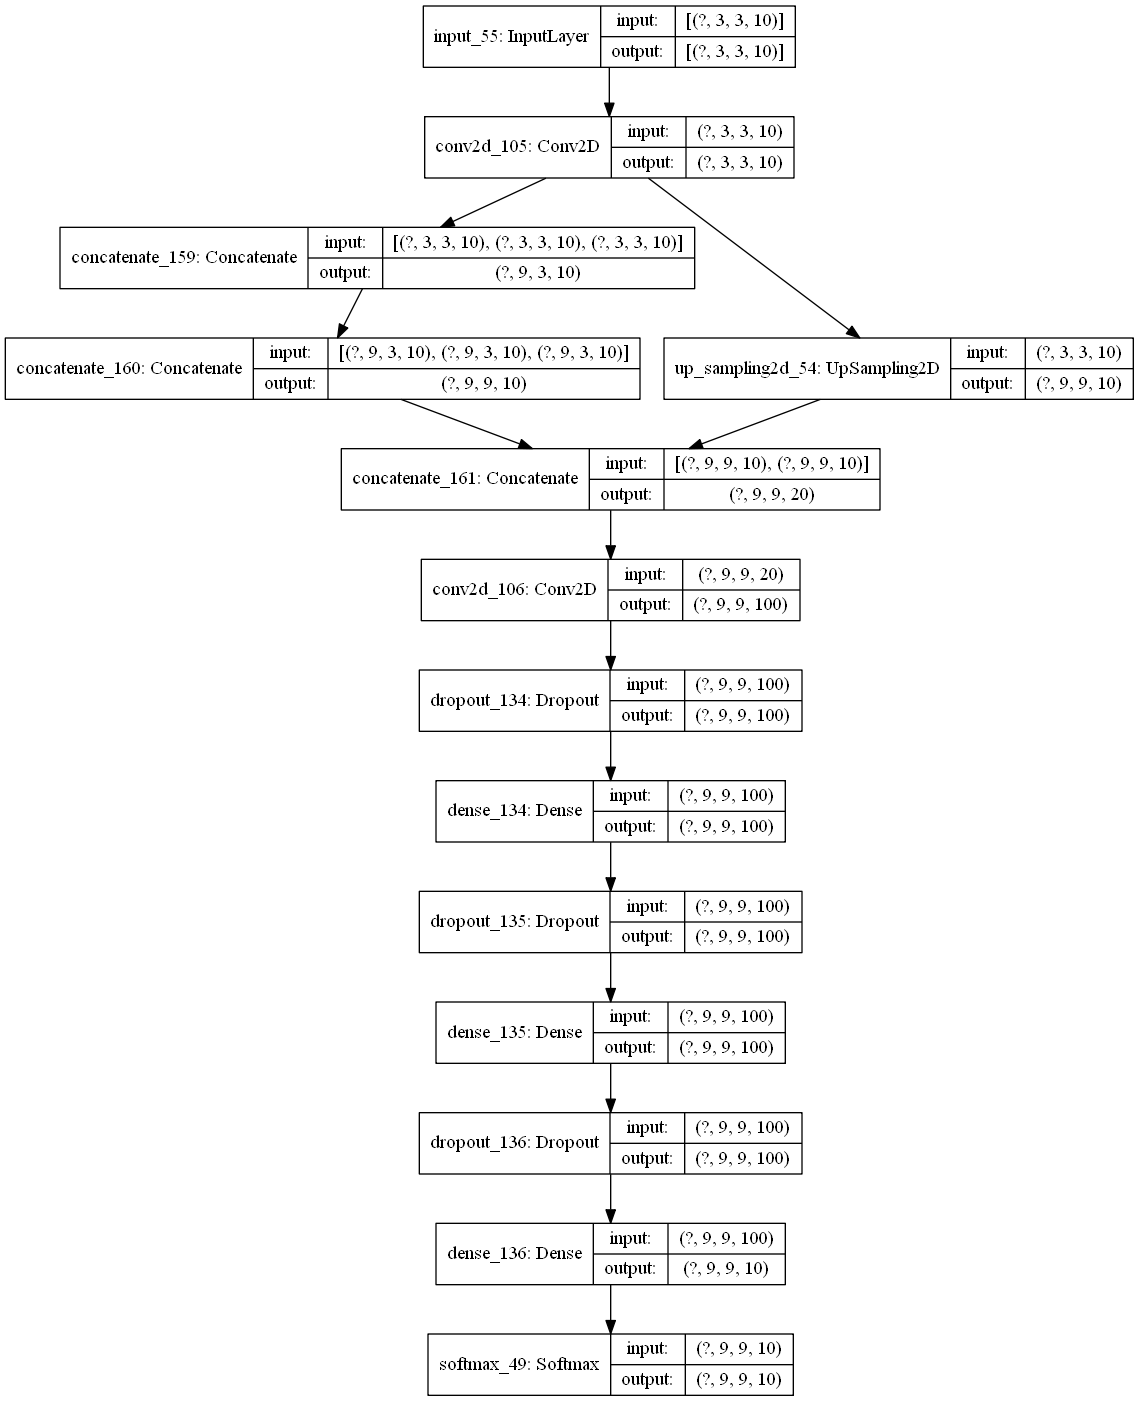 input_55: InputLayer
input: [(?, 3, 3, 10)]
output: [(?, 3, 3, 10)]
conv2d_105: Conv2D
input: (?, 3, 3, 10)
output: (?, 3, 3, 10)
concatenate_159: Concatenate
input: [(?, 3, 3, 10), (?, 3, 3, 10), (?, 3, 3, 10)]
output: (?, 9, 3, 10)
concatenate_160: Concatenate
input: [(?, 9, 3, 10), (?, 9, 3, 10), (?, 9, 3, 10)]
output: (?, 9, 9, 10)
up_sampling2d_54: UpSampling2D
input: (?, 3, 3, 10)
output: (?, 9, 9, 10)
concatenate_161: Concatenate
input: [(?, 9, 9, 10), (?, 9, 9, 10)]
output: (?, 9, 9, 20)
conv2d_106: Conv2D
input: (?, 9, 9, 20)
output: (?, 9, 9, 100)
dropout_134: Dropout
input: (?, 9, 9, 100)
output: (?, 9, 9, 100)
dense_134: Dense
input: (?, 9, 9, 100)
output: (?, 9, 9, 100)
dropout_135: Dropout
input: (?, 9, 9, 100)
output: (?, 9, 9, 100)
dense_135: Dense
input: (?, 9, 9, 100)
output: (?, 9, 9, 100)
dropout_136: Dropout
input: (?, 9, 9, 100)
output: (?, 9, 9, 100)
dense_136: Dense
input: (?, 9, 9, 100)
output: (?, 9, 9, 10)
softmax_49: Softmax
input: (?, 9, 9, 10)
output: (?, 9, 9, 10)